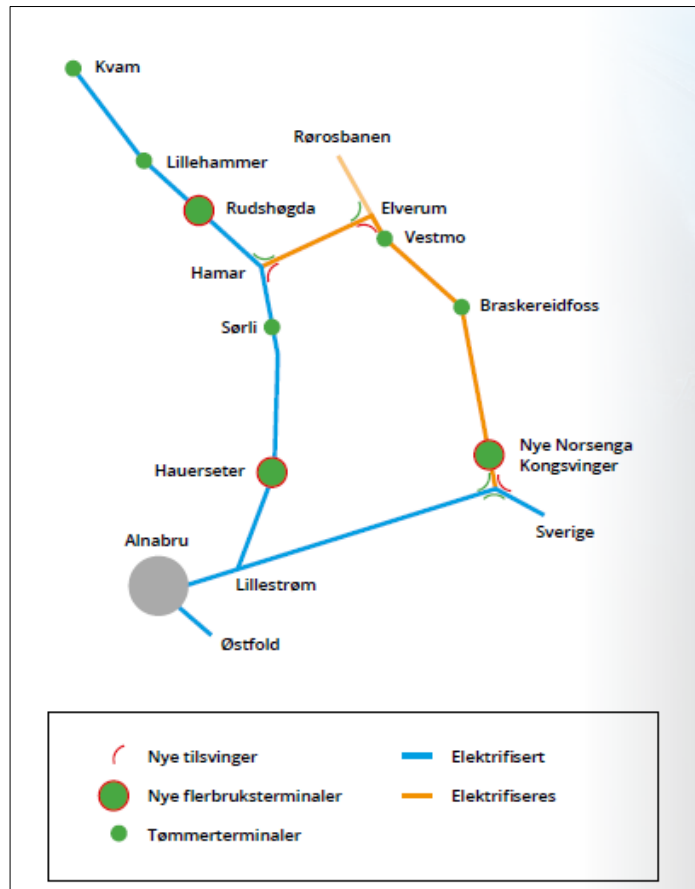 Kvam
Rørosbanen
Lillehammer
Rudshøgda
Elverum
Vestmo
Hamar
Braskereidfoss
Sørli
Nye Norsenga
Kongsvinger
Hauerseter
Sverige
Alnabru
Lillestrøm
Østfold
Nye tilsvinger
Elektrifisert
Nye flerbruksterminaler
Elektrifiseres
Tømmerterminaler